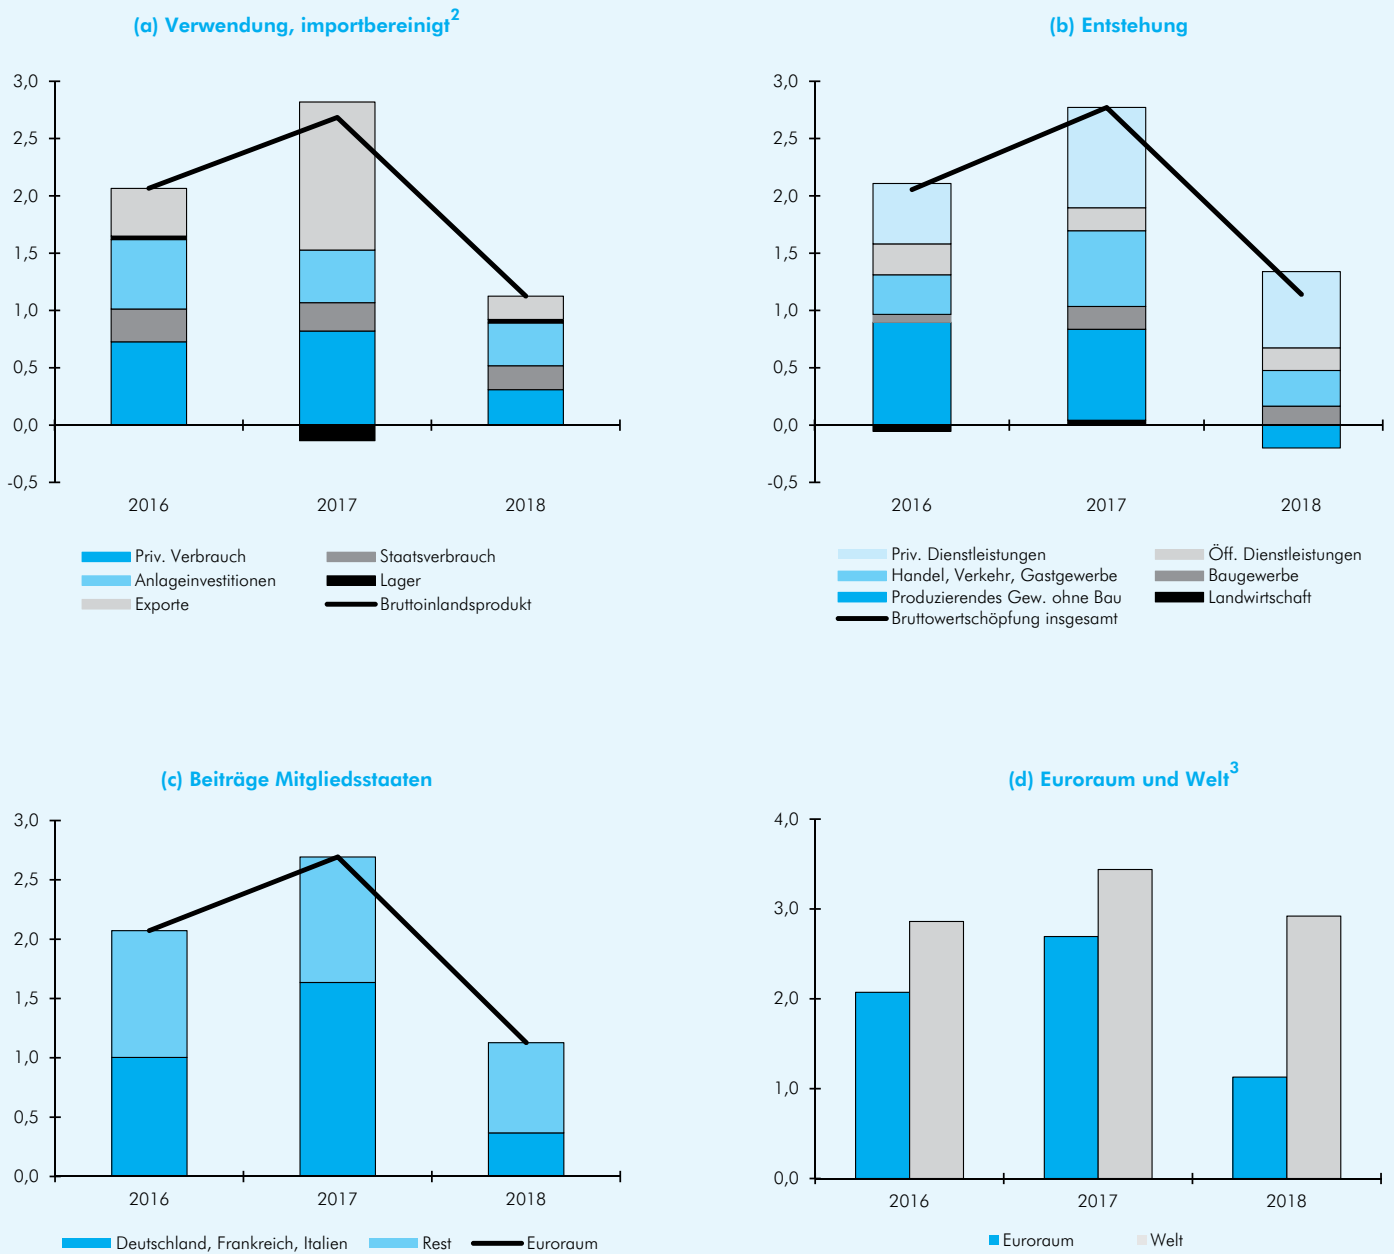 (a) Verwendung, importbereinigt2
3,0
2,5
2,0
1,5
1,0
0,5
0,0
-0,5
2016 2017 2018
Priv. Verbrauch Staatsverbrauch
Anlageinvestitionen Lager
Exporte Bruttoinlandsprodukt
(b) Entstehung
3,0
2,5
2,0
1,5
1,0
0,5
0,0
-0,5
2016 2017 2018
Priv. Dienstleistungen Öff. Dienstleistungen
Handel, Verkehr, Gastgewerbe Baugewerbe
Produzierendes Gew. ohne Bau Landwirtschaft
Bruttowertschöpfung insgesamt
(c) Beiträge Mitgliedsstaaten
3,0
2,5
2,0
1,5
1,0
0,5
0,0
2016 2017 2018
Deutschland, Frankreich, Italien Rest Euroraum
(d) Euroraum und Welt3
4,0
3,0
2,0
1,0
0,0
2016 2017 2018
Euroraum Welt